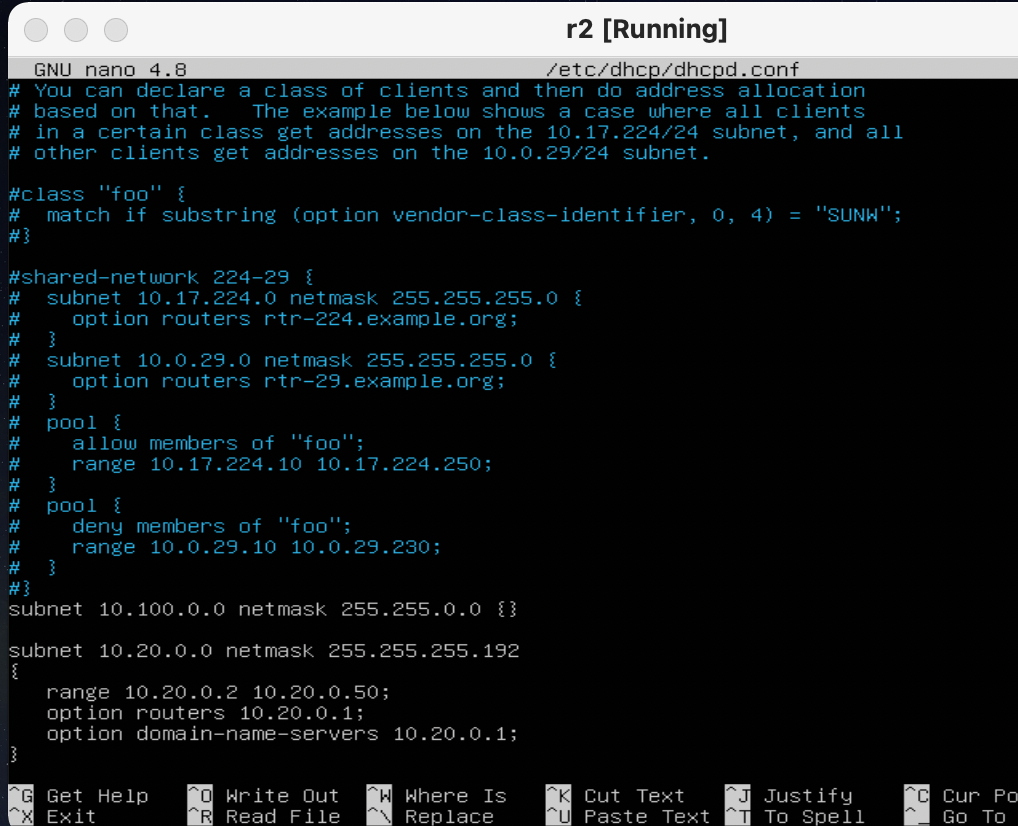 r2 [Running]
GNU nano 4.8 /etc/dhcp/dhcpd.conf
# You can declare a class of clients and then do address allocation
# based on that.   The example below shows a case where all clients
# in a certain class get addresses on the 10.17.224/24 subnet, and all
# other clients get addresses on the 10.0.29/24 subnet.
#class "foo" {
#  match if substring (option vendor-class-identifier, 0, 4) = "SUNW";
#}
#shared-network 224-29 {
#  subnet 10.17.224.0 netmask 255.255.255.0 {
#    option routers rtr-224.example.org;
#  }
#  subnet 10.0.29.0 netmask 255.255.255.0 {
#    option routers rtr-29.example.org;
#  }
#  pool {
#    allow members of "foo";
#    range 10.17.224.10 10.17.224.250;
#  }
#  pool {
#    deny members of "foo";
#    range 10.0.29.10 10.0.29.230;
#  }
#}
subnet 10.100.0.0 netmask 255.255.0.0 {}
subnet 10.20.0.0 netmask 255.255.255.192
{
   range 10.20.0.2 10.20.0.50;
   option routers 10.20.0.1;
   option domain-name-servers 10.20.0.1;
}
^G Get Help ^O Write Out ^W Where Is ^K Cut Text ^J Justify ^C Cur Po
^X Exit ^R Read File ^\ Replace ^U Paste Text ^T To Spell ^_ Go To